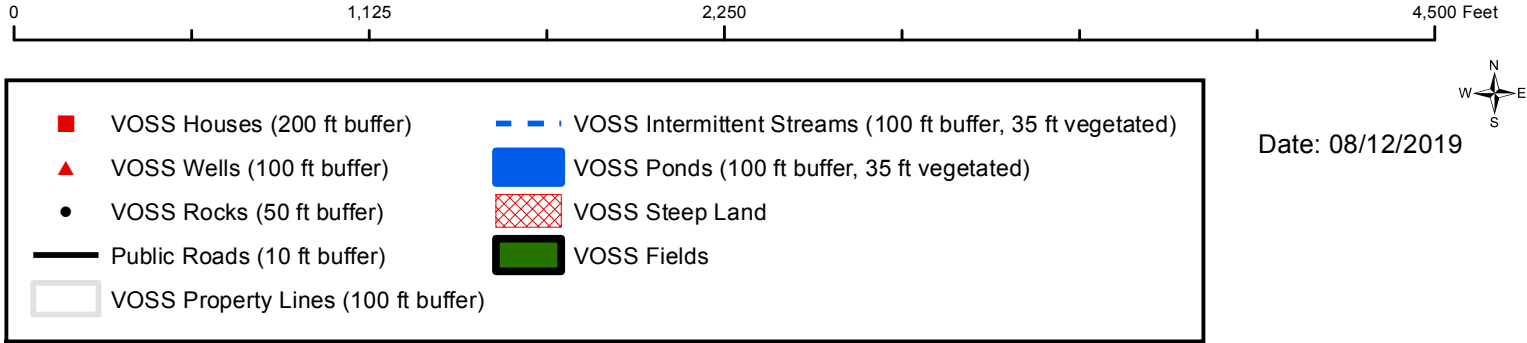 0 1,125 2,250 4,500 Feet
N
W E
S
Date: 08/12/2019
VOSS Houses (200 ft buffer)
VOSS Wells (100 ft buffer)
VOSS Rocks (50 ft buffer)
Public Roads (10 ft buffer)
VOSS Property Lines (100 ft buffer)
VOSS Intermittent Streams (100 ft buffer, 35 ft vegetated)
VOSS Ponds (100 ft buffer, 35 ft vegetated)
VOSS Steep Land
VOSS Fields